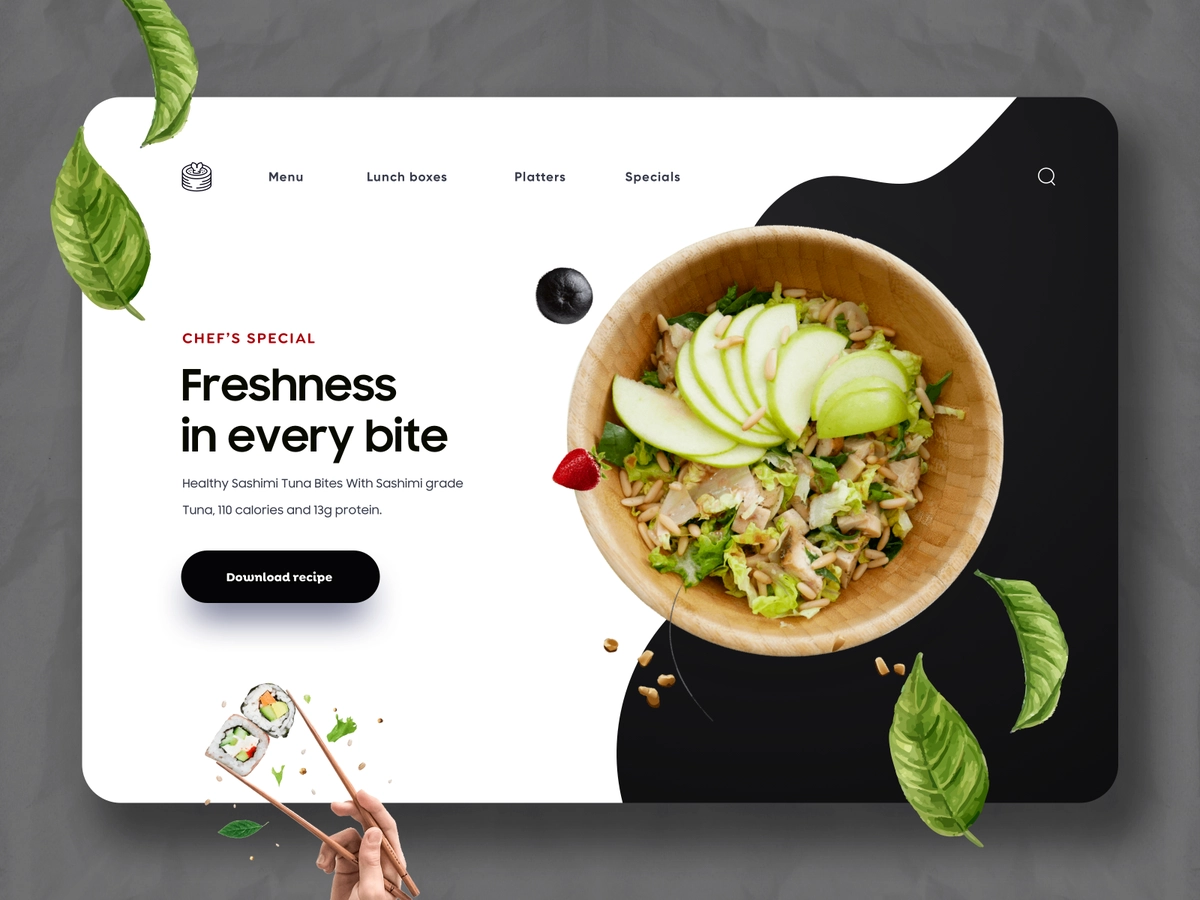 Menu
Lunch boxes
Platters
Specials
CHEF'S SPECIAL
Freshness
in every bite
Healthy Sashimi Tuna Bites With Sashimi grade
Tuna, 110 calories and 13g protein.
Download recipe